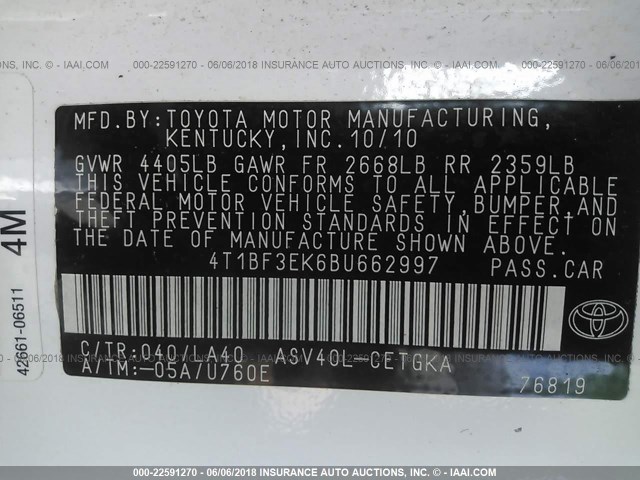 000-22591270 - 06/06/2018 INSURANCE AUTO AUCTIONS, INC. - WWW.IAAI.COM
MFD.BY:TOYOTA MOTOR MANUFACTURING,
KENTUCKY,INC.10/10
GVWR 4405LB GAWR FR 2668LB RR 2359LB
THIS VEHICLE CONFORMS TO ALL APPLICABLE
FEDERAL MOTOR VEHICLE SAFETY,BUMPER,AND
THEFT PREVENTION STANDARDS IN EFFECT ON
THE DATE OF MANUFACTURE SHOWN ABOVE.
4T1BF3EK6BU662997 PASS.CAR
C/TR:040/LA40 ASV40L-CETGKA
A/TM:-05A/U760E
76819
TOYOTA
4M
42661-06511
000-22591270 - 06/06/2018 INSURANCE AUTO AUCTIONS, INC. - WWW.IAAI.COM